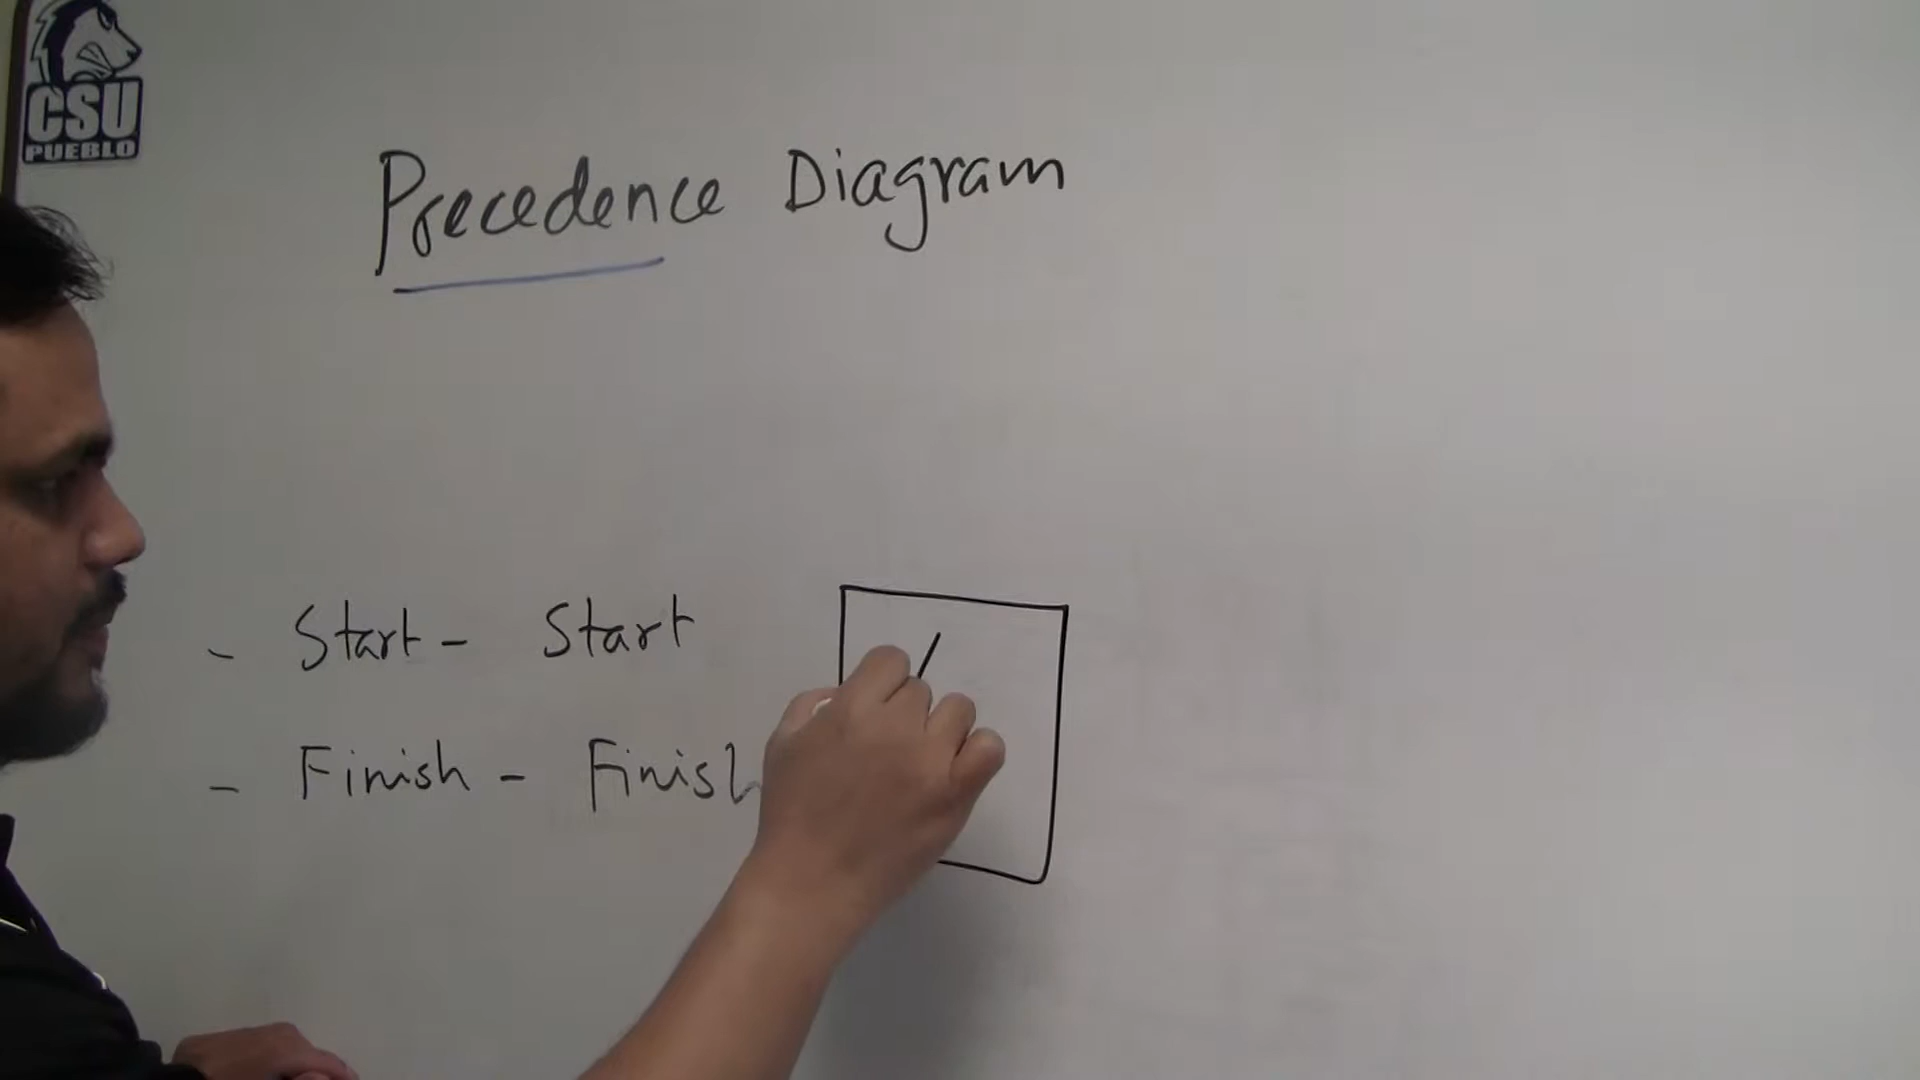 CSU
PUEBLO
Precedence Diagram
- Start - Start
- Finish - Finish